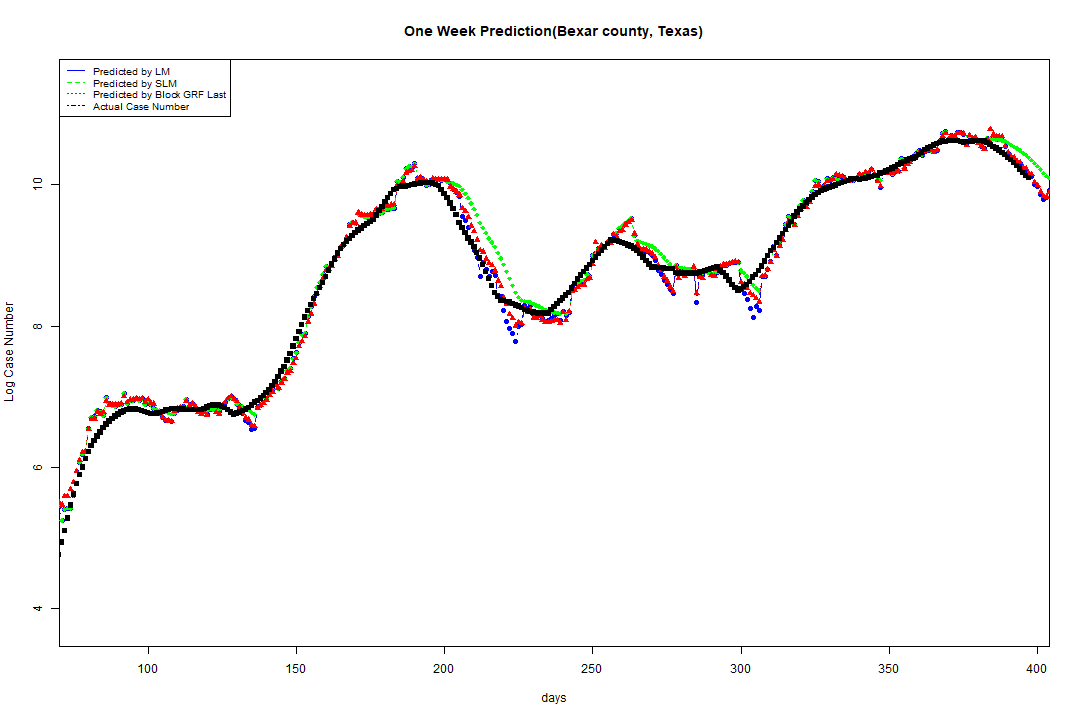 One Week Prediction(Bexar county, Texas)
Predicted by LM
Predicted by SLM
Predicted by Block GRF Last
Actual Case Number
10
8
6
4
Log Case Number
100 150 200 250 300 350 400
days